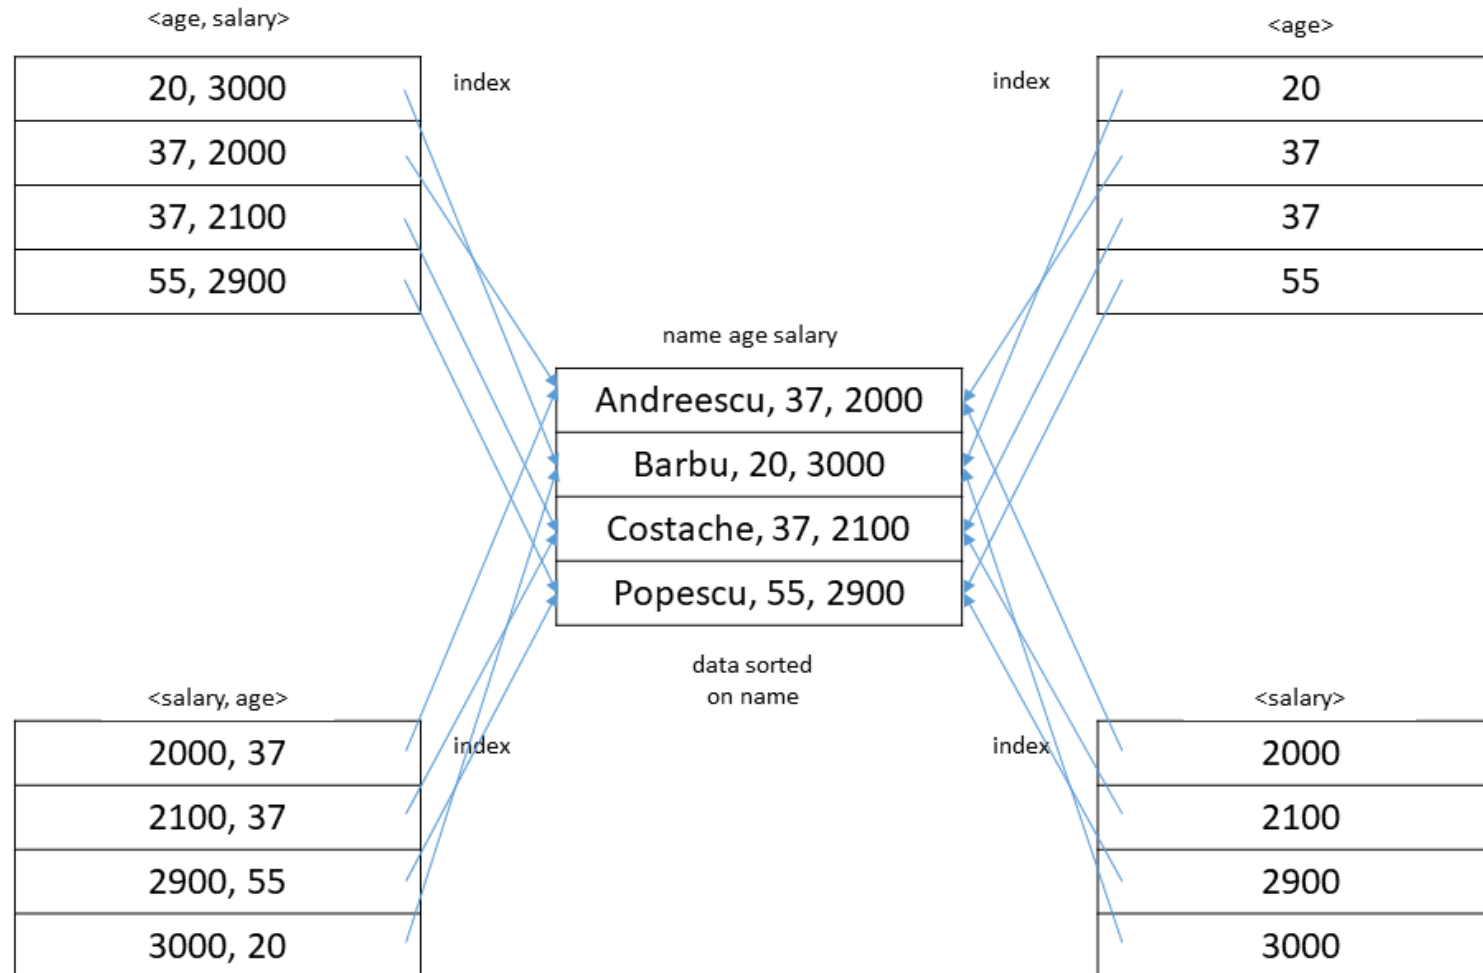 <age, salary>
20, 3000
37, 2000
37, 2100
55, 2900
index
<age>
20
37
37
55
index
name age salary
Andreescu, 37, 2000
Barbu, 20, 3000
Costache, 37, 2100
Popescu, 55, 2900
data sorted
on name
<salary, age>
2000, 37
2100, 37
2900, 55
3000, 20
index
<salary>
2000
2100
2900
3000
index